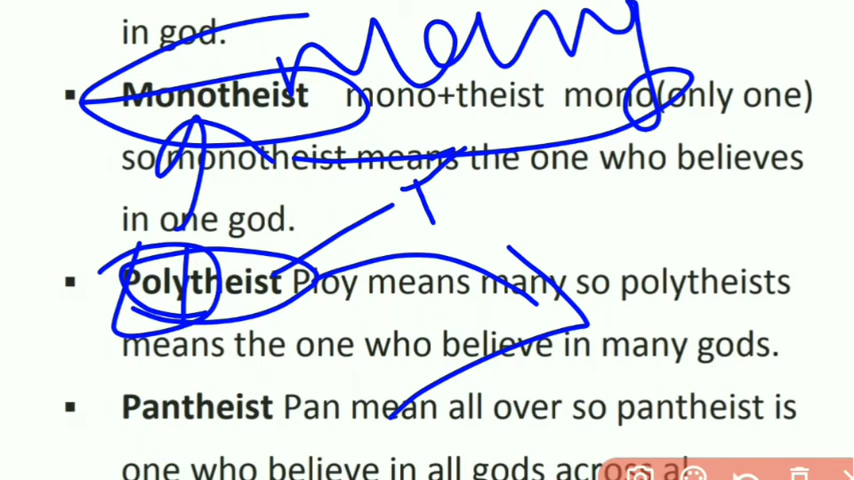 in god.
▪ Monotheist mono+theist mono(only one)
so monotheist means the one who believes
in one god.
▪ Polytheist Ploy means many so polytheists
means the one who believe in many gods.
▪ Pantheist Pan mean all over so pantheist is
one who believe in all gods across al